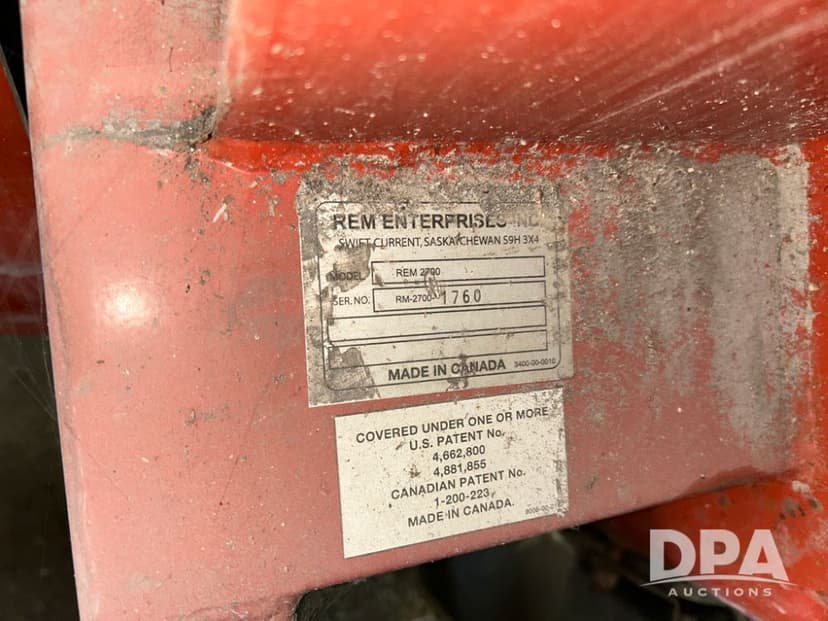 REM ENTERPRISES INC
SWIFT CURRENT, SASKATCHEWAN S9H 3X4
MODEL REM 2700
SER. NO. RM-2700- 1760
MADE IN CANADA 3400-00-0010
COVERED UNDER ONE OR MORE
U.S. PATENT No.
4,662,800
4,881,855
CANADIAN PATENT No.
1-200-223
MADE IN CANADA.
DPA
AUCTIONS